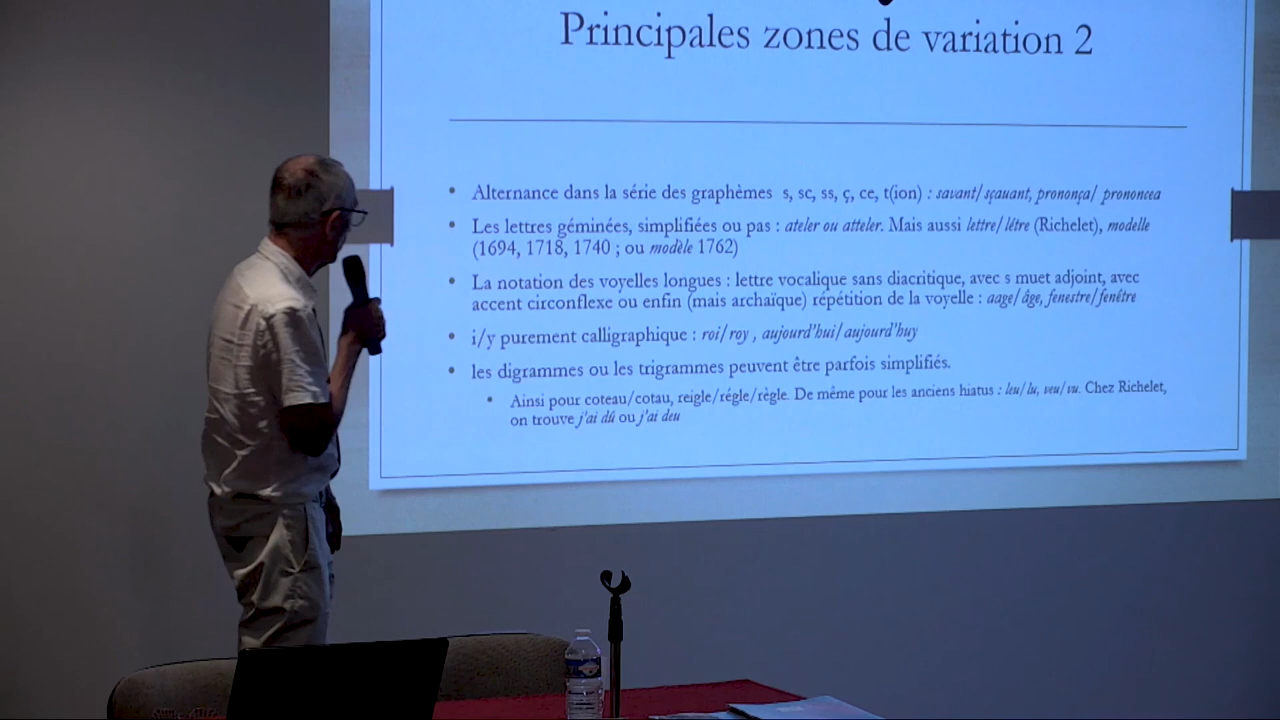 Principales zones de variation 2
• Alternance dans la série des graphèmes s, sc, ss, ç, ce, t(ion) : savant/ sçauant, prononça/ prononcea
• Les lettres géminées, simplifiées ou pas : ateler ou atteler. Mais aussi lettre/ létre (Richelet), modelle
(1694, 1718, 1740 ; ou modèle 1762)
• La notation des voyelles longues : lettre vocalique sans diacritique, avec s muet adjoint, avec
accent circonflexe ou enfin (mais archaïque) répétition de la voyelle : aage/ âge, fenestre/fenêtre
• i/y purement calligraphique : roi/ roy , aujourd'hui/ aujourd'huy
• les digrammes ou les trigrammes peuvent être parfois simplifiés.
• Ainsi pour coteau/cotau, reigle/régle/règle. De même pour les anciens hiatus : leu/ lu, veu/ vu. Chez Richelet,
on trouve j'ai dû ou j'ai deu